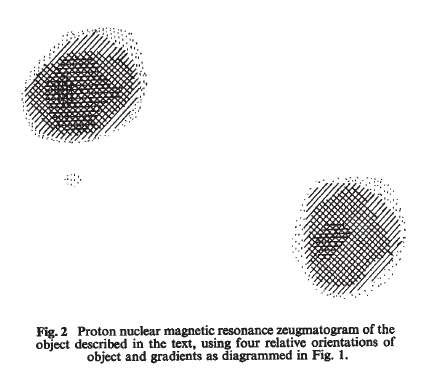 Fig. 2 Proton nuclear magnetic resonance zeugmatogram of the
object described in the text, using four relative orientations of
object and gradients as diagrammed in Fig. 1.